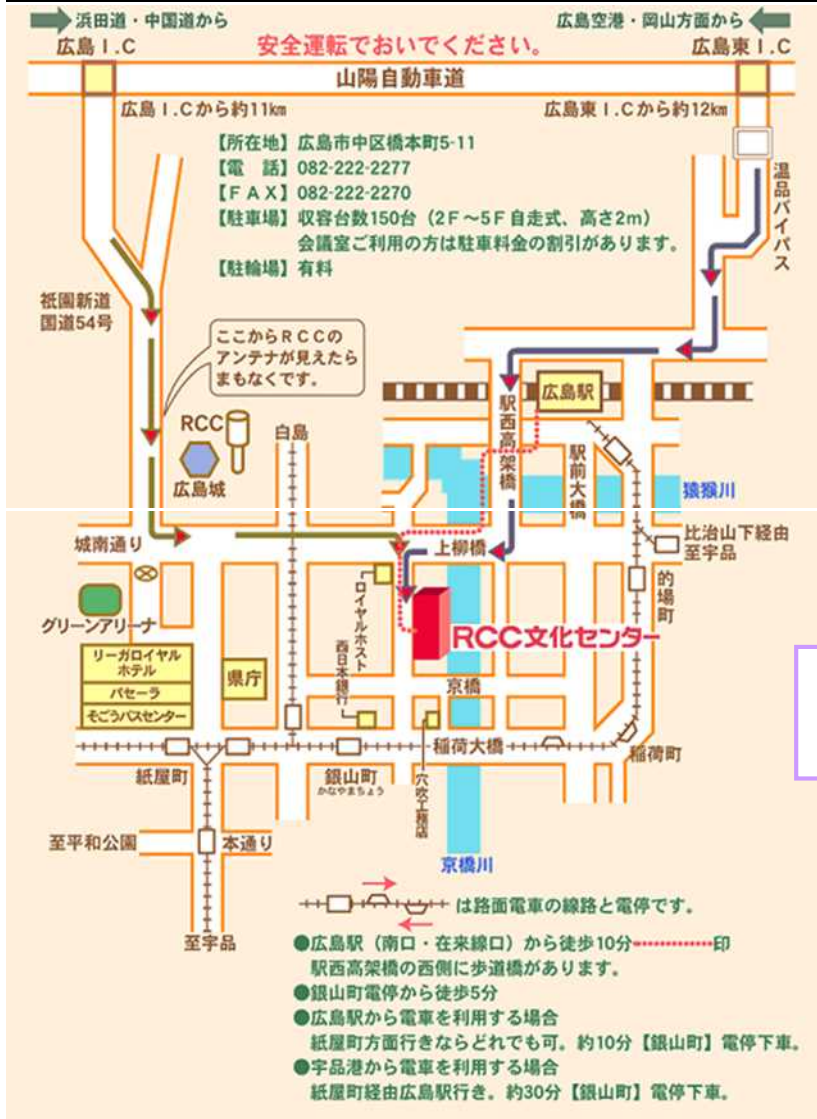 浜田道・中国道から
広島空港・岡山方面から
広島I.C
安全運転でおいでください。
広島東I.C
山陽自動車道
広島I.Cから約11km
広島東I.Cから約12km
【所在地】広島市中区橋本町5-11
【電　話】082-222-2277
【ＦＡＸ】082-222-2270
【駐車場】収容台数150台（2F〜5F自走式、高さ2m）
会議室ご利用の方は駐車料金の割引があります。
【駐輪場】有料
温品バイパス
祇園新道
国道54号
ここからＲＣＣの
アンテナが見えたら
まもなくです。
広島駅
駅西高架橋
RCC
白島
広島城
駅前大橋
猿猴川
城南通り
上柳橋
比治山下経由
至宇品
的場町
グリーンアリーナ
ロイヤルホスト
RCC文化センター
リーガロイヤル
ホテル
パセーラ
そごうバスセンター
県庁
西日本銀行
京橋
稲荷大橋
稲荷町
紙屋町
銀山町
かなやまちょう
穴吹工務店
至平和公園
本通り
京橋川
至宇品
は路面電車の線路と電停です。
●広島駅（南口・在来線口）から徒歩10分 印
駅西高架橋の西側に歩道橋があります。
●銀山町電停から徒歩5分
●広島駅から電車を利用する場合
紙屋町方面行きならどれでも可。約10分【銀山町】電停下車。
●宇品港から電車を利用する場合
紙屋町経由広島駅行き。約30分【銀山町】電停下車。